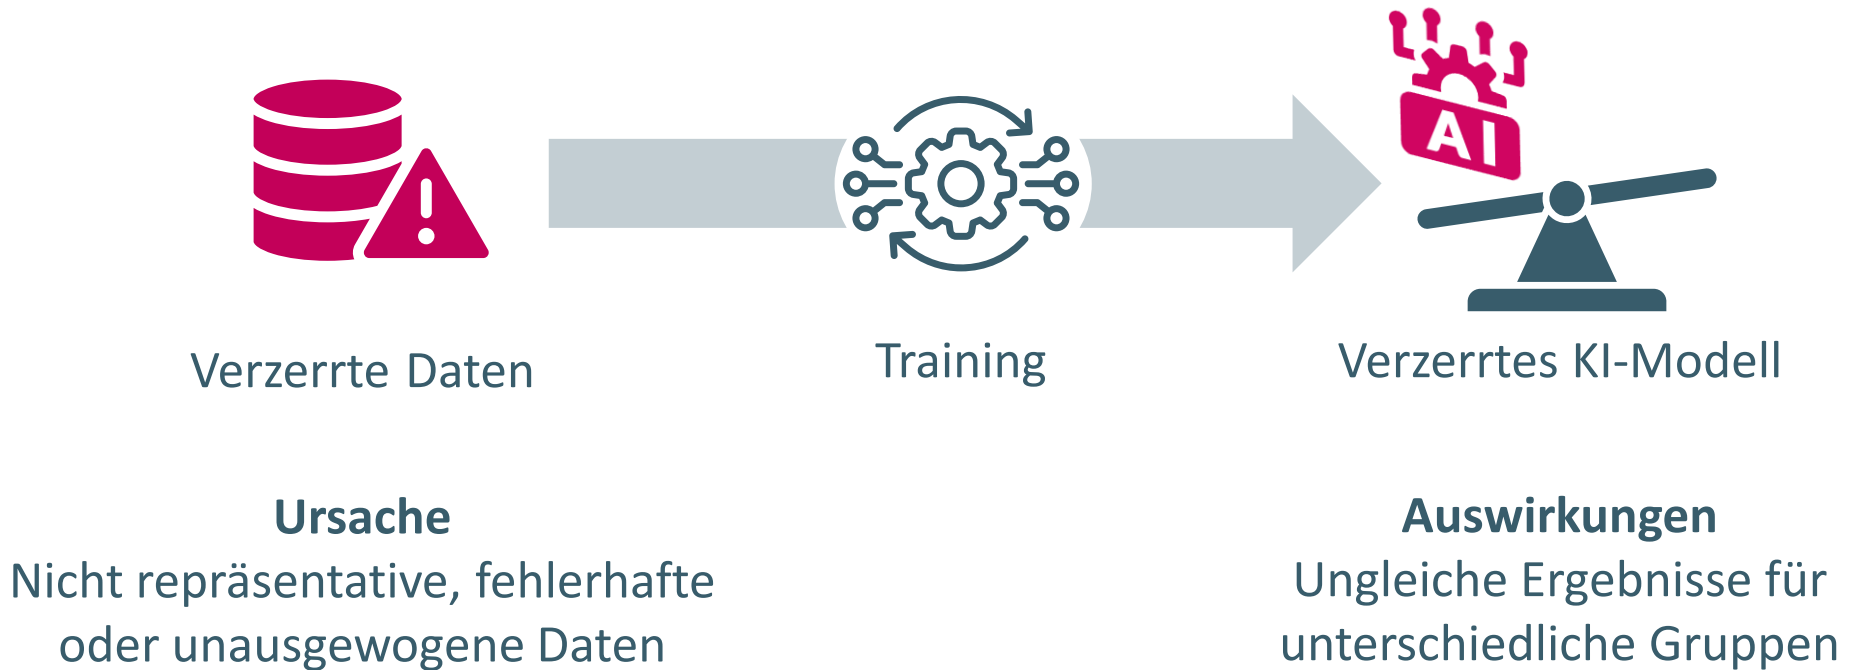 AI
Verzerrte Daten
Training
Verzerrtes KI-Modell
Ursache
Nicht repräsentative, fehlerhafte
oder unausgewogene Daten
Auswirkungen
Ungleiche Ergebnisse für
unterschiedliche Gruppen